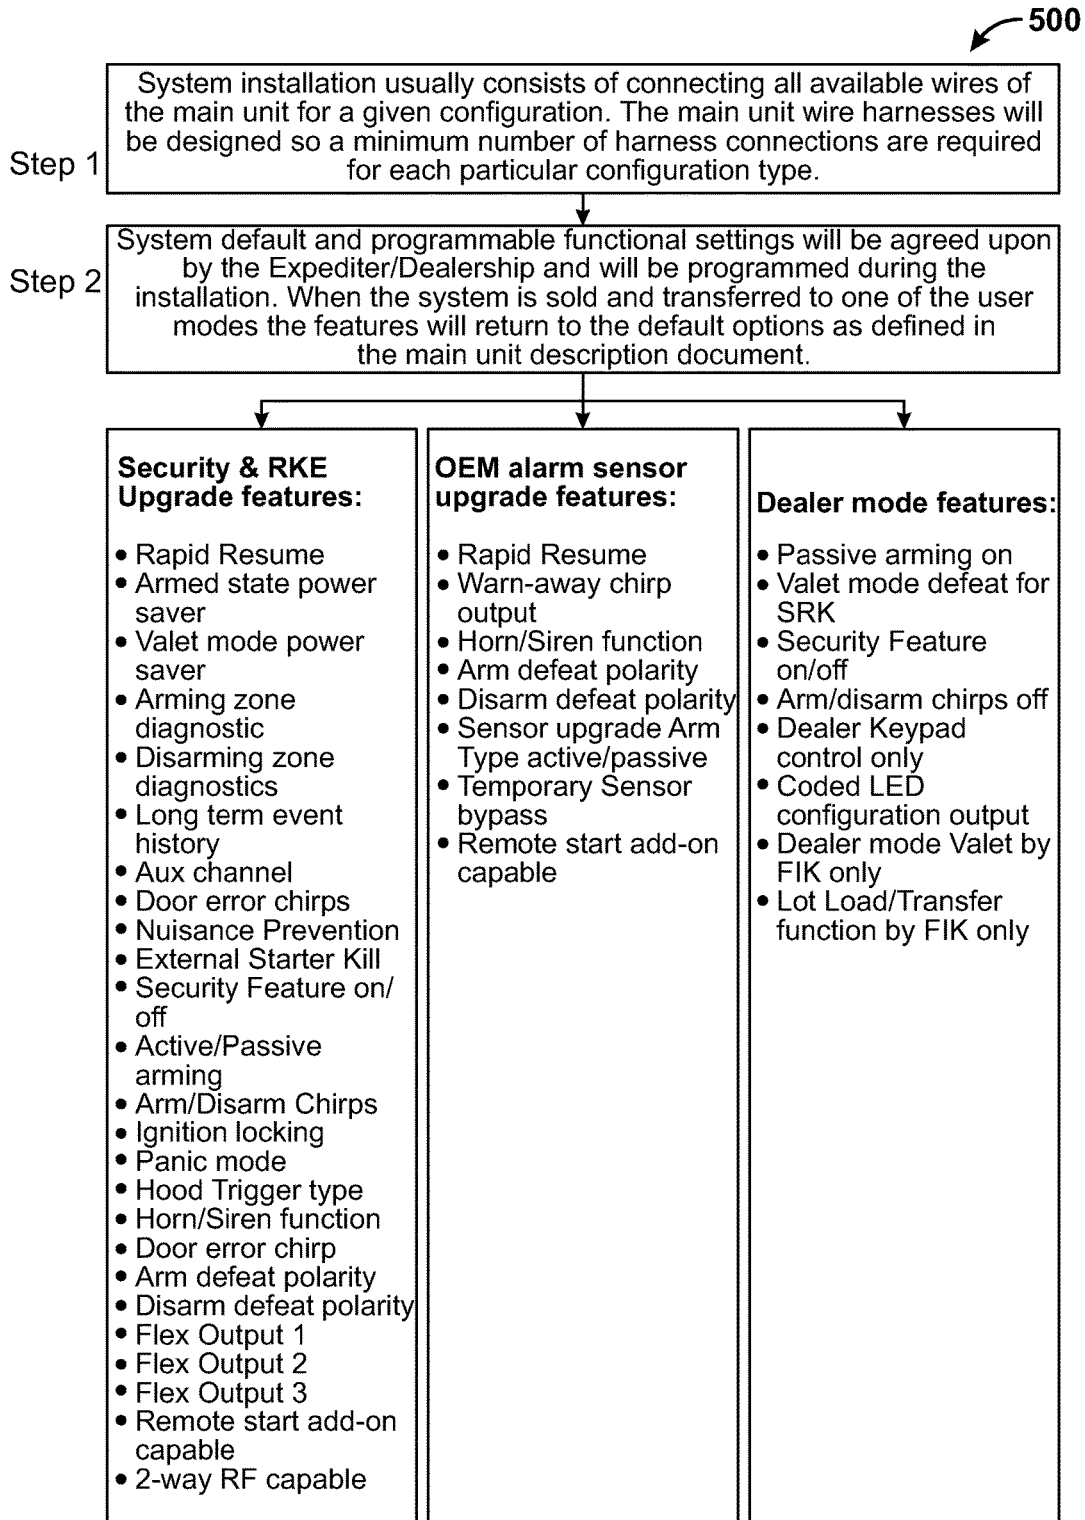 500
Step 1
System installation usually consists of connecting all available wires of
the main unit for a given configuration. The main unit wire harnesses will
be designed so a minimum number of harness connections are required
for each particular configuration type.
Step 2
System default and programmable functional settings will be agreed upon
by the Expediter/Dealership and will be programmed during the
installation. When the system is sold and transferred to one of the user
modes the features will return to the default options as defined in
the main unit description document.
Security & RKE
Upgrade features:
• Rapid Resume
• Armed state power
saver
• Valet mode power
saver
• Arming zone
diagnostic
• Disarming zone
diagnostics
• Long term event
history
• Aux channel
• Door error chirps
• Nuisance Prevention
• External Starter Kill
• Security Feature on/
off
• Active/Passive
arming
• Arm/Disarm Chirps
• Ignition locking
• Panic mode
• Hood Trigger type
• Horn/Siren function
• Door error chirp
• Arm defeat polarity
• Disarm defeat polarity
• Flex Output 1
• Flex Output 2
• Flex Output 3
• Remote start add-on
capable
• 2-way RF capable
OEM alarm sensor
upgrade features:
• Rapid Resume
• Warn-away chirp
output
• Horn/Siren function
• Arm defeat polarity
• Disarm defeat polarity
• Sensor upgrade Arm
Type active/passive
• Temporary Sensor
bypass
• Remote start add-on
capable
Dealer mode features:
• Passive arming on
• Valet mode defeat for
SRK
• Security Feature
on/off
• Arm/disarm chirps off
• Dealer Keypad
control only
• Coded LED
configuration output
• Dealer mode Valet by
FIK only
• Lot Load/Transfer
function by FIK only